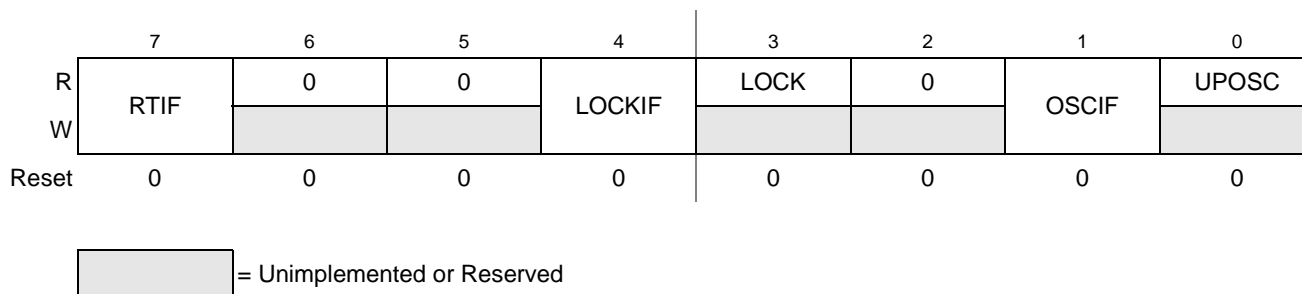 7 6 5 4 3 2 1 0
R RTIF 0 0 LOCKIF LOCK 0 OSCIF UPOSC
W
Reset 0 0 0 0 0 0 0 0
= Unimplemented or Reserved